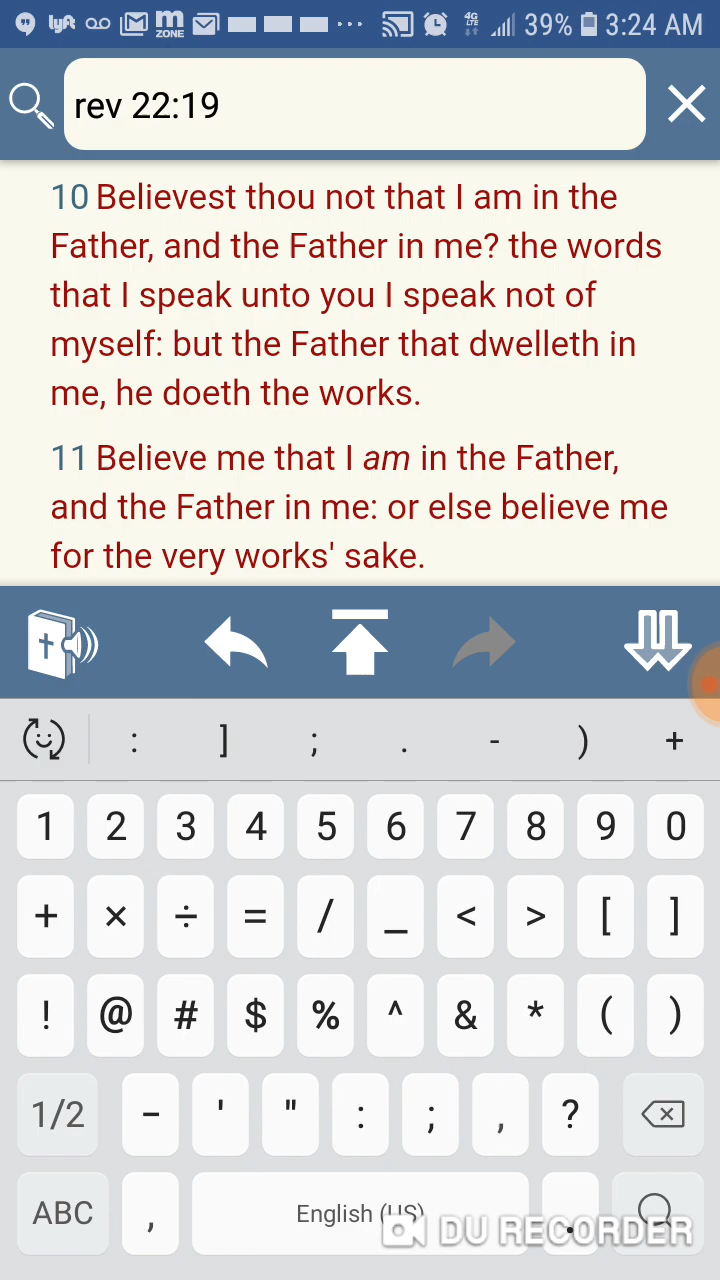 lyft m ZONE 4G LTE 39% 3:24 AM
rev 22:19
10 Believest thou not that I am in the
Father, and the Father in me? the words
that I speak unto you I speak not of
myself: but the Father that dwelleth in
me, he doeth the works.
11 Believe me that I am in the Father,
and the Father in me: or else believe me
for the very works' sake.
: ] ; . - ) +
1 2 3 4 5 6 7 8 9 0
+ × ÷ = / _ < > [ ]
! @ # $ % ^ & * ( )
1/2 - ' " : ; , ?
ABC , English (US) .
DU RECORDER